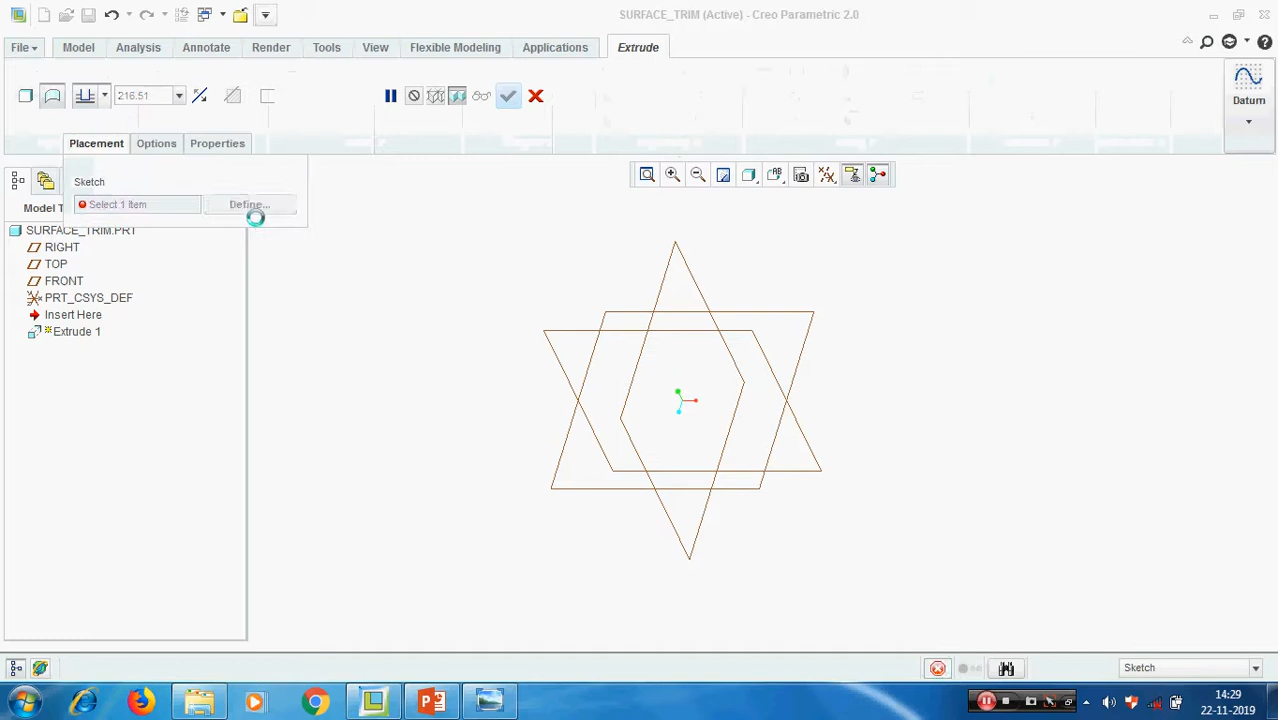 SURFACE_TRIM (Active) - Creo Parametric 2.0
File Model Analysis Annotate Render Tools View Flexible Modeling Applications Extrude
216.51
Datum
Placement Options Properties
Sketch
Select 1 item Define...
Model T
SURFACE_TRIM.PRT
RIGHT
TOP
FRONT
PRT_CSYS_DEF
Insert Here
Extrude 1
Sketch
14:29
22-11-2019